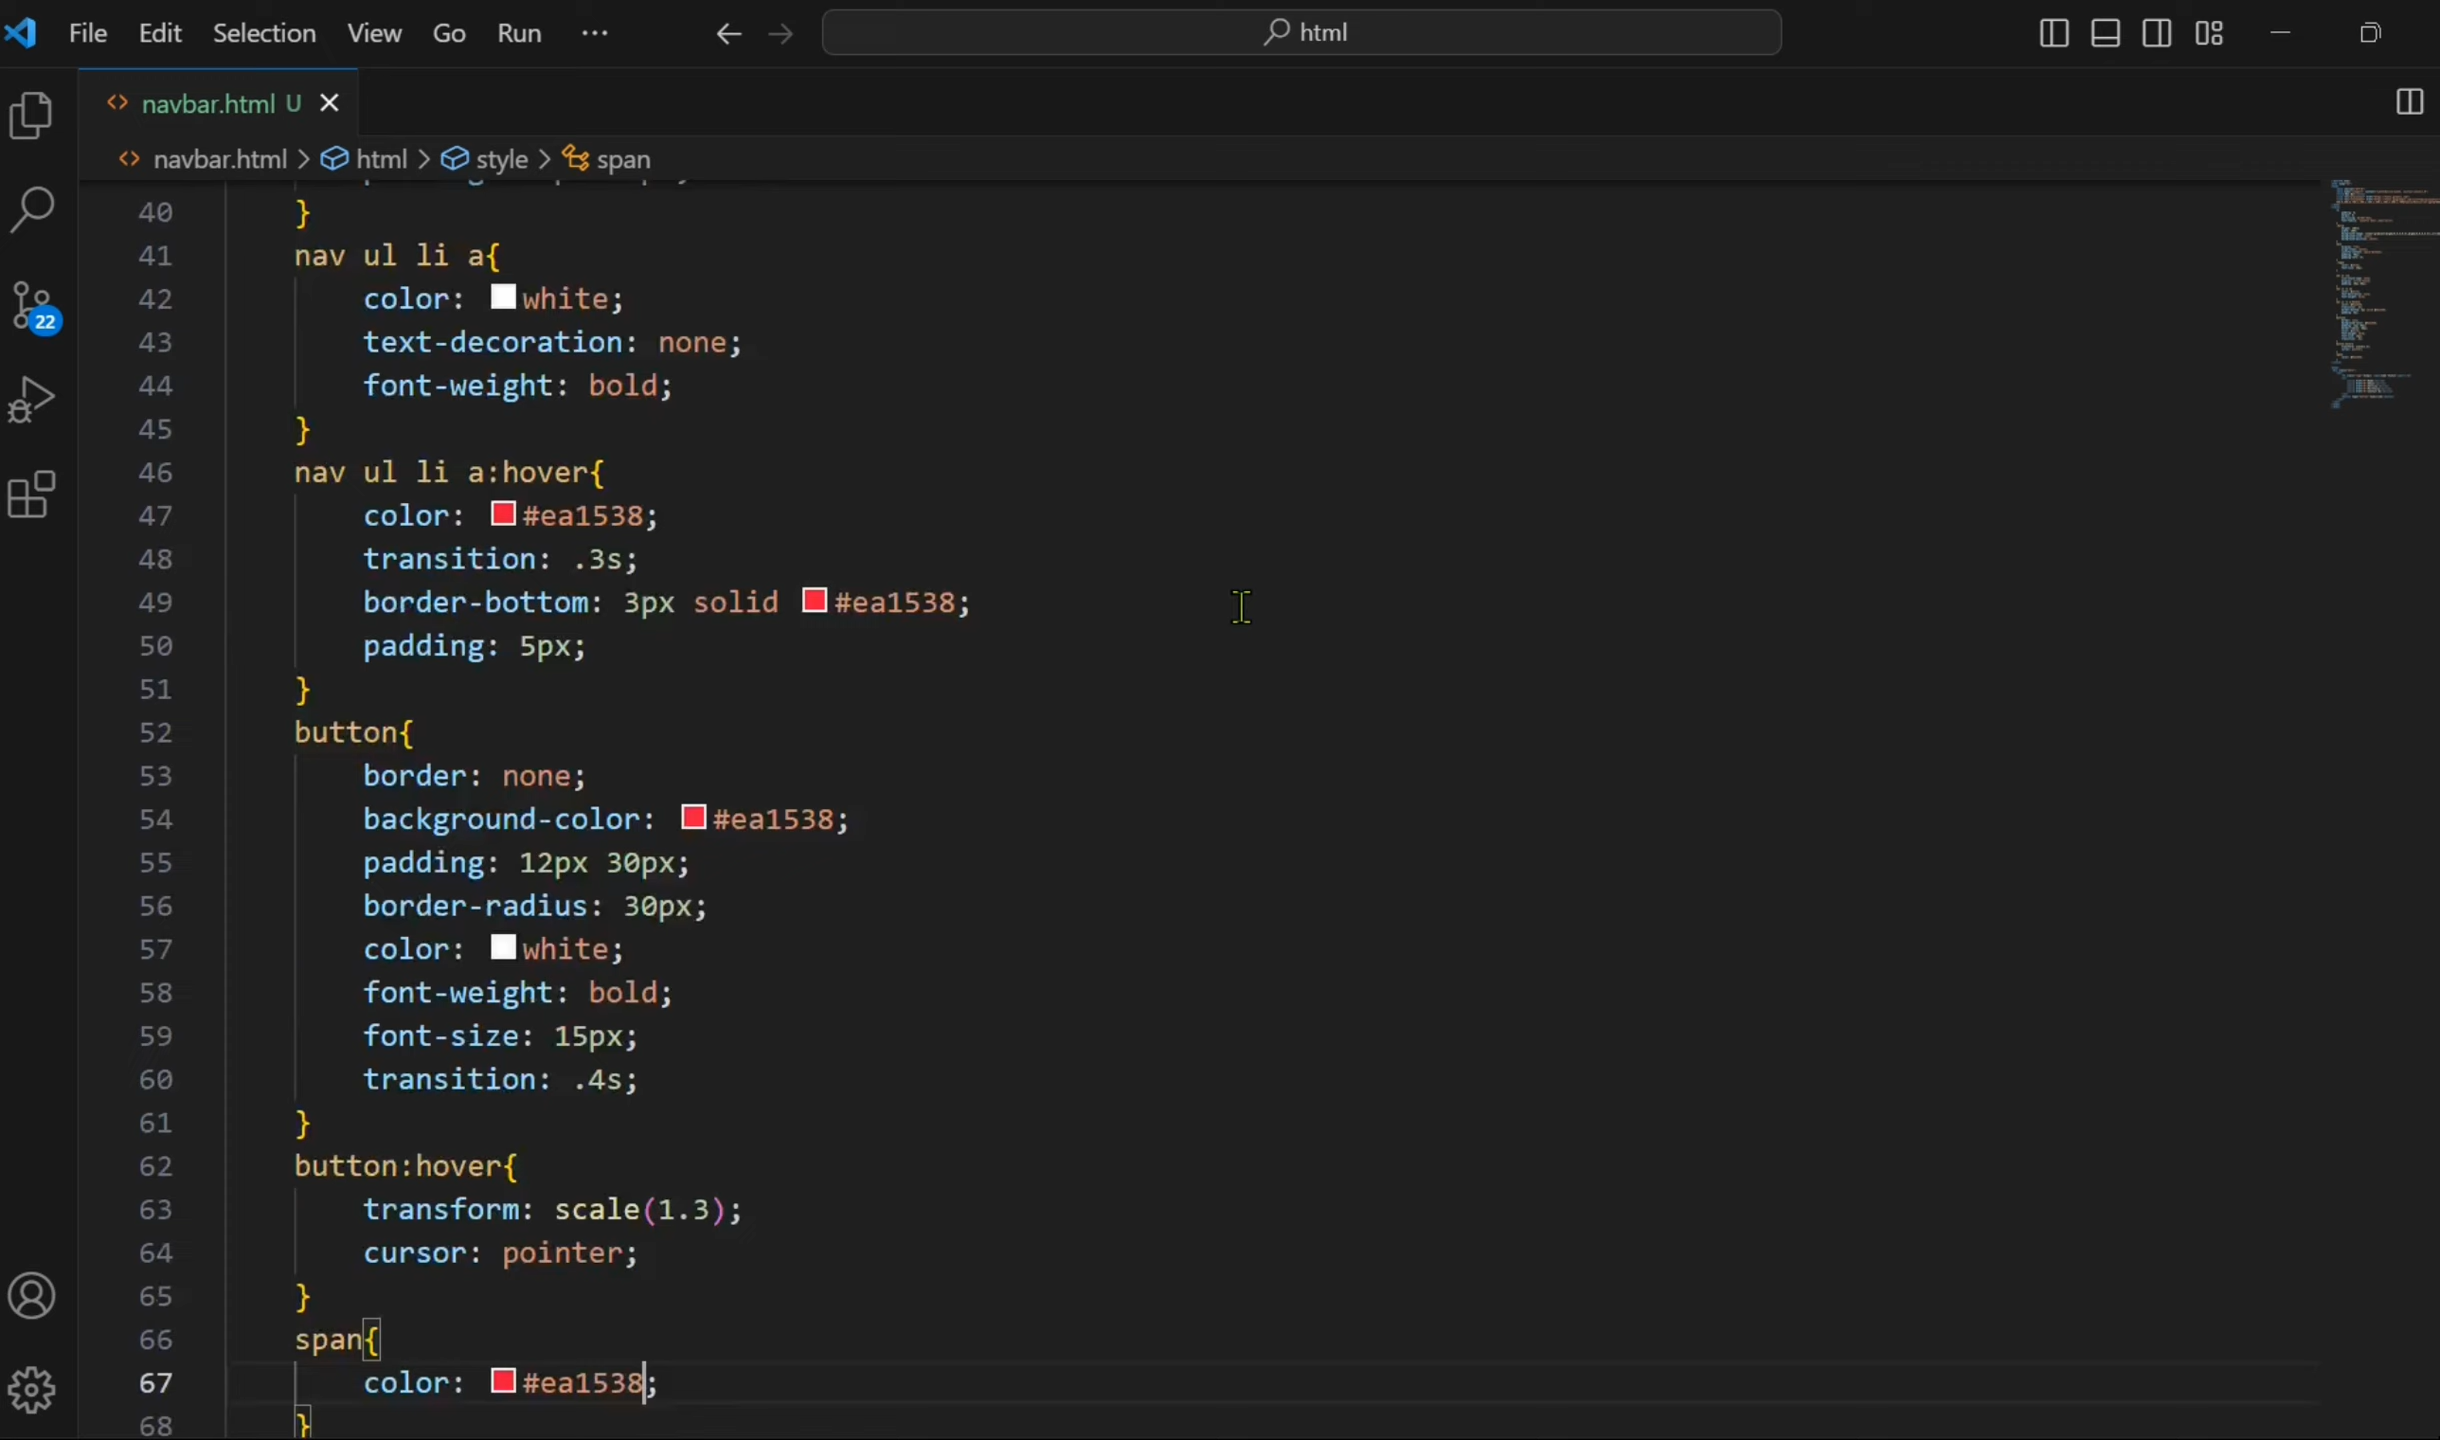 File Edit Selection View Go Run ··· html
navbar.html U
navbar.html > html > style > span
40 }
41 nav ul li a{
42 color: white;
43 text-decoration: none;
44 font-weight: bold;
45 }
46 nav ul li a:hover{
47 color: #ea1538;
48 transition: .3s;
49 border-bottom: 3px solid #ea1538;
50 padding: 5px;
51 }
52 button{
53 border: none;
54 background-color: #ea1538;
55 padding: 12px 30px;
56 border-radius: 30px;
57 color: white;
58 font-weight: bold;
59 font-size: 15px;
60 transition: .4s;
61 }
62 button:hover{
63 transform: scale(1.3);
64 cursor: pointer;
65 }
66 span{
67 color: #ea1538;
68 }
22